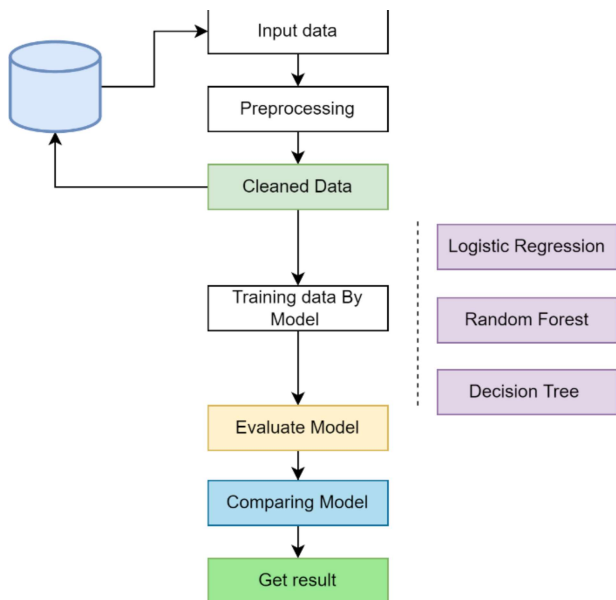 Input data
Preprocessing
Cleaned Data
Logistic Regression
Training data By
Model
Random Forest
Decision Tree
Evaluate Model
Comparing Model
Get result